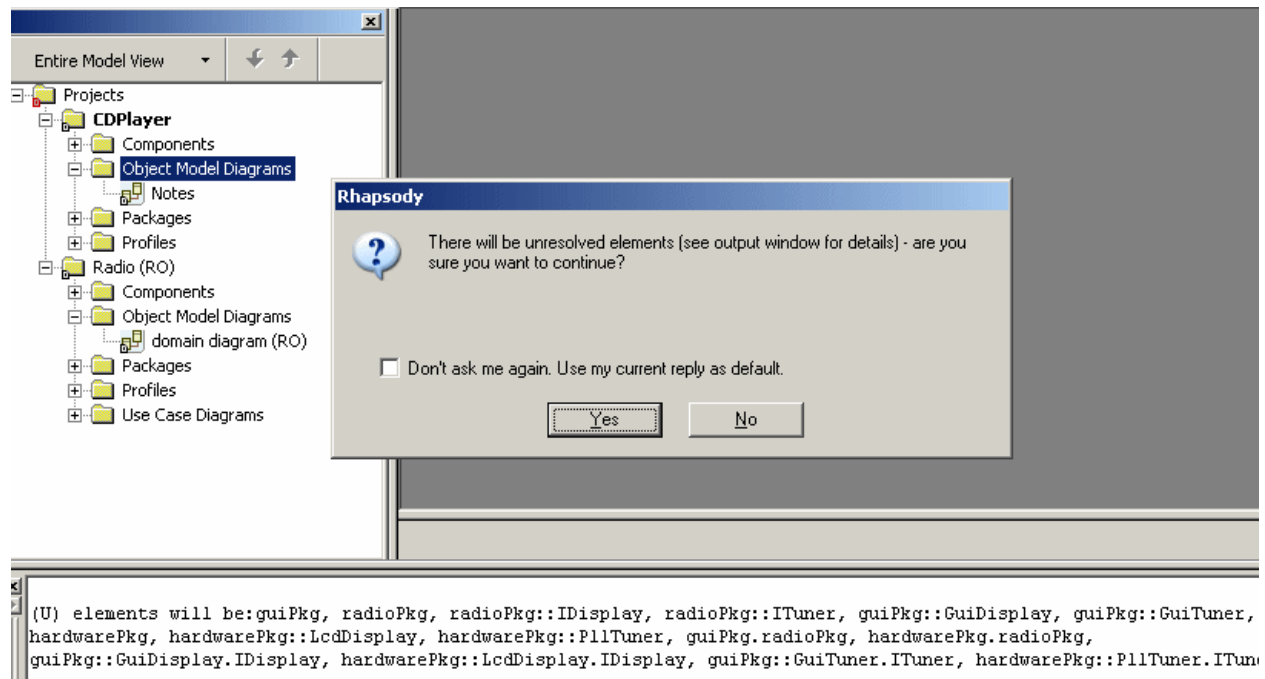 Entire Model View
Projects
CDPlayer
Components
Object Model Diagrams
Notes
Packages
Profiles
Radio (RO)
Components
Object Model Diagrams
domain diagram (RO)
Packages
Profiles
Use Case Diagrams
Rhapsody
There will be unresolved elements (see output window for details) - are you
sure you want to continue?
Don't ask me again. Use my current reply as default.
Yes
No
(U) elements will be:guiPkg, radioPkg, radioPkg::IDisplay, radioPkg::ITuner, guiPkg::GuiDisplay, guiPkg::GuiTuner,
hardwarePkg, hardwarePkg::LcdDisplay, hardwarePkg::PllTuner, guiPkg.radioPkg, hardwarePkg.radioPkg,
guiPkg::GuiDisplay.IDisplay, hardwarePkg::LcdDisplay.IDisplay, guiPkg::GuiTuner.ITuner, hardwarePkg::PllTuner.ITun